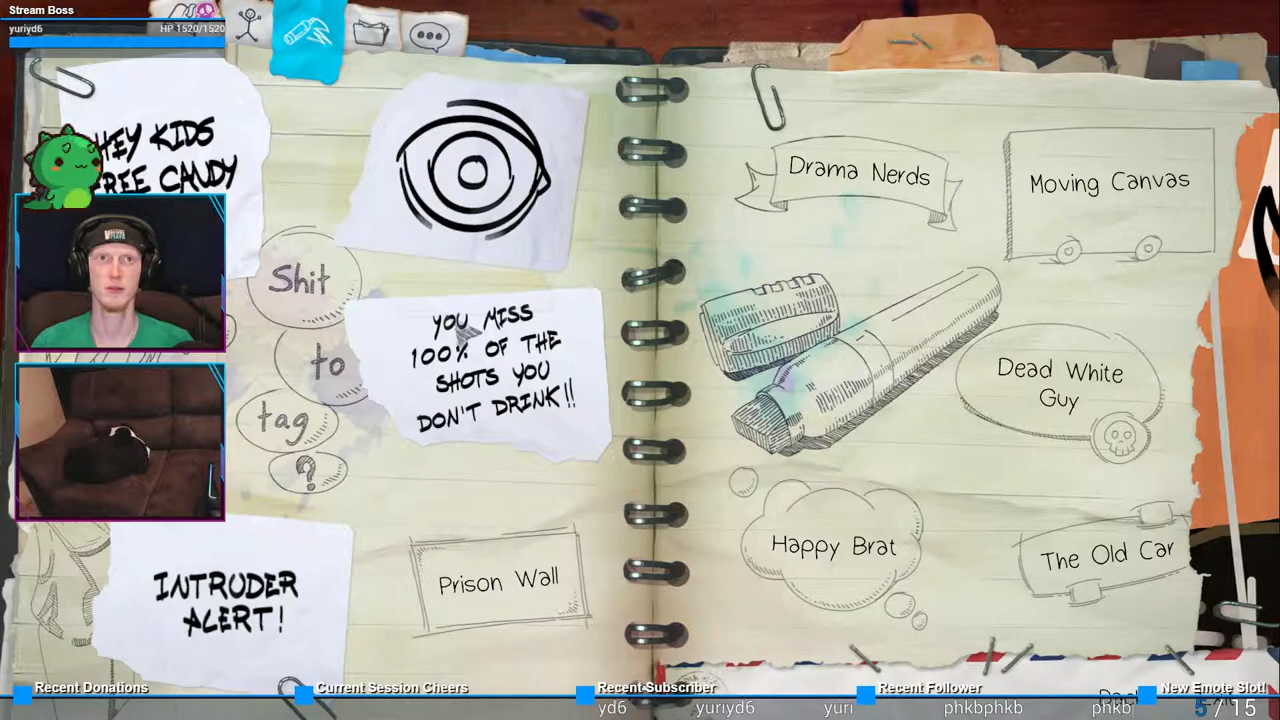 Stream Boss
yuriyd6
HP 1520/1520
HEY KIDS
FREE CANDY
Shit
to
tag
?
YOU MISS
100% OF THE
SHOTS YOU
DON'T DRINK!!
INTRUDER
ALERT!
Prison Wall
Drama Nerds
Moving Canvas
Dead White
Guy
Happy Brat
The Old Car
Recent Donations
Current Session Cheers
Recent Subscriber
Recent Follower
New Emote Slot!
yd6
yuriyd6
yuri
phkbphkb
phkb
5 / 15